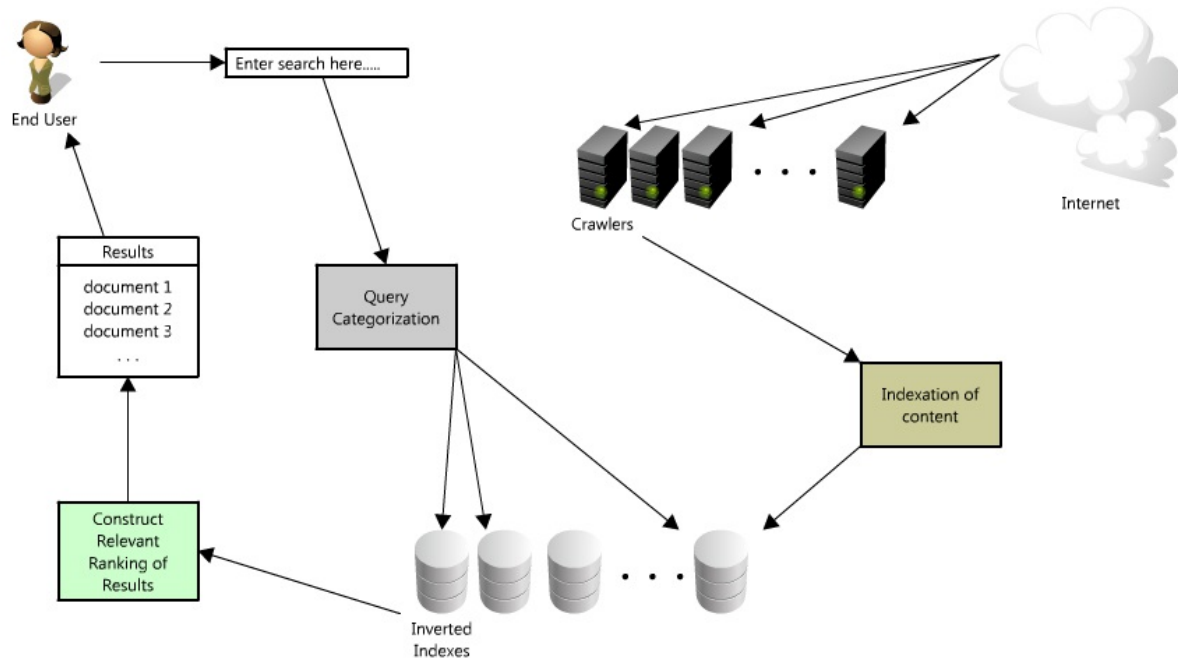 Enter search here.....
End User
Internet
Crawlers
Results
document 1
document 2
document 3
. . .
Query
Categorization
Indexation of
content
Construct
Relevant
Ranking of
Results
Inverted
Indexes